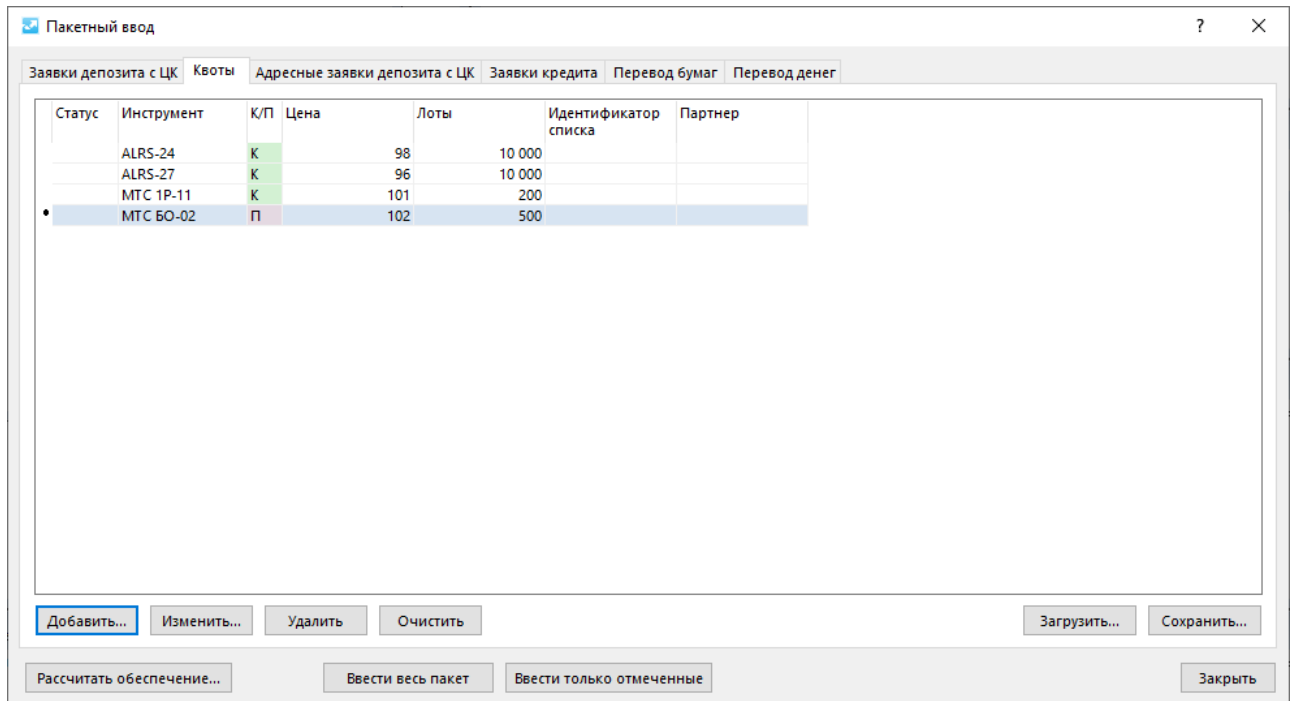 Пакетный ввод ?
Заявки депозита с ЦК Квоты Адресные заявки депозита с ЦК Заявки кредита Перевод бумаг Перевод денег
Статус Инструмент К/П Цена Лоты Идентификатор списка Партнер
ALRS-24 К 98 10 000
ALRS-27 К 96 10 000
МТС 1P-11 К 101 200
МТС БО-02 П 102 500
Добавить... Изменить... Удалить Очистить Загрузить... Сохранить...
Рассчитать обеспечение... Ввести весь пакет Ввести только отмеченные Закрыть